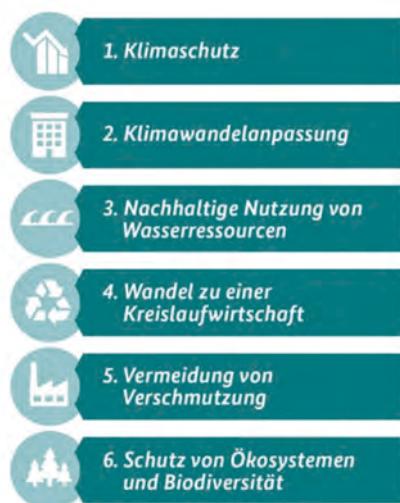 1. Klimaschutz
2. Klimawandelanpassung
3. Nachhaltige Nutzung von
Wasserressourcen
4. Wandel zu einer
Kreislaufwirtschaft
5. Vermeidung von
Verschmutzung
6. Schutz von Ökosystemen
und Biodiversität